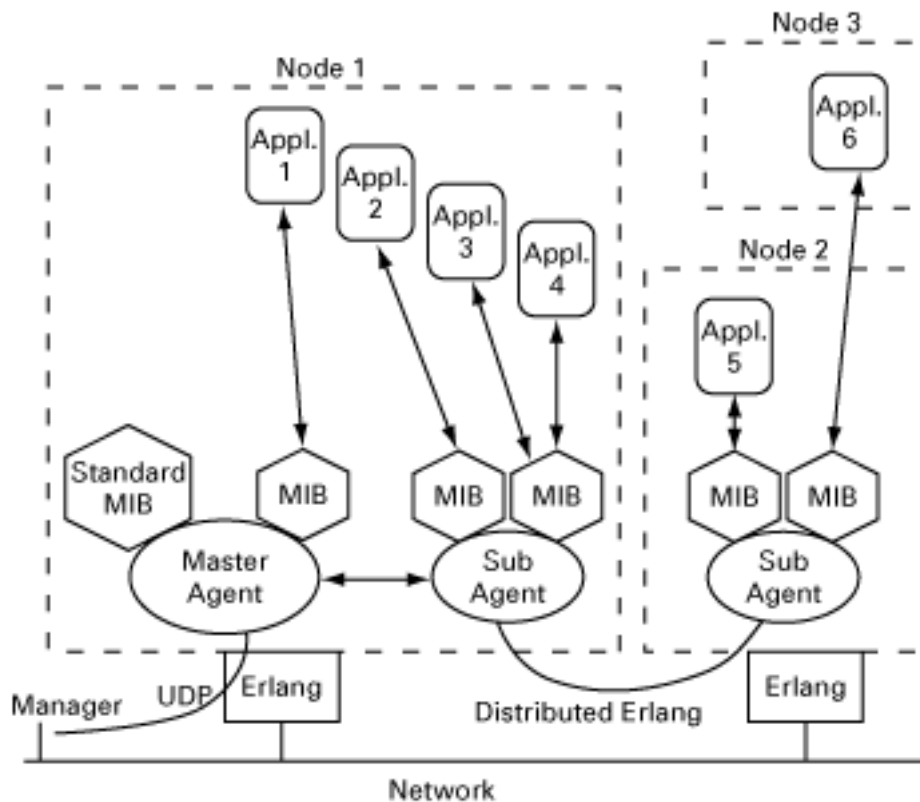 Node 3
Node 1
Appl.
6
Appl.
1
Appl.
2
Appl.
3
Appl.
4
Node 2
Appl.
5
Standard
MIB
MIB
MIB
MIB
MIB
MIB
Master
Agent
Sub
Agent
Sub
Agent
Manager
UDP
Erlang
Distributed Erlang
Erlang
Network